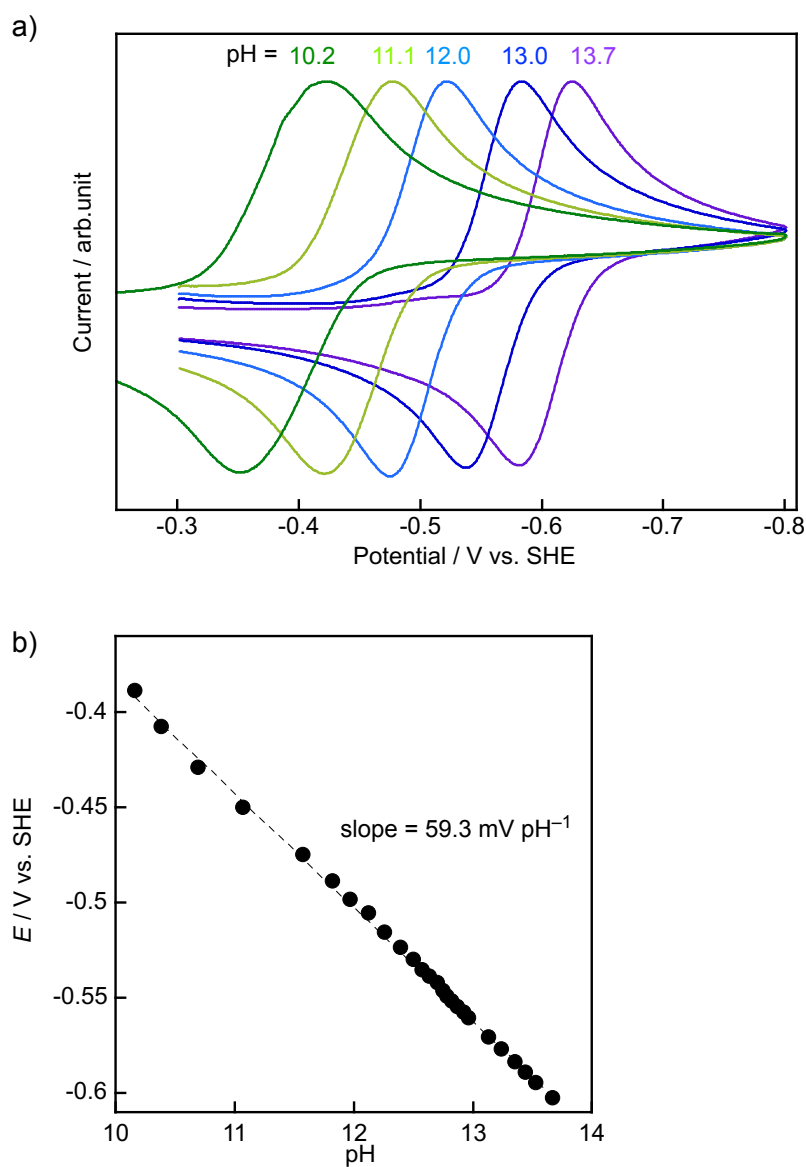 a)
pH = 10.2 11.1 12.0 13.0 13.7
Current / arb.unit
-0.3 -0.4 -0.5 -0.6 -0.7 -0.8
Potential / V vs. SHE
b)
-0.4
-0.45
-0.5
-0.55
-0.6
E / V vs. SHE
slope = 59.3 mV pH⁻¹
10 11 12 13 14
pH